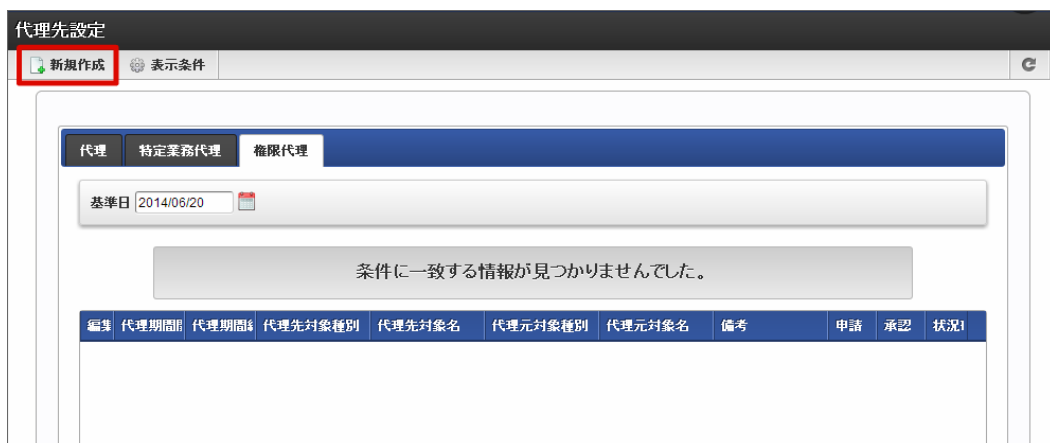 代理先設定
新規作成 表示条件
代理 特定業務代理 権限代理
基準日 2014/06/20
条件に一致する情報が見つかりませんでした。
編集 代理期間 代理期間 代理先対象種別 代理先対象名 代理元対象種別 代理元対象名 備考 申請 承認 状況